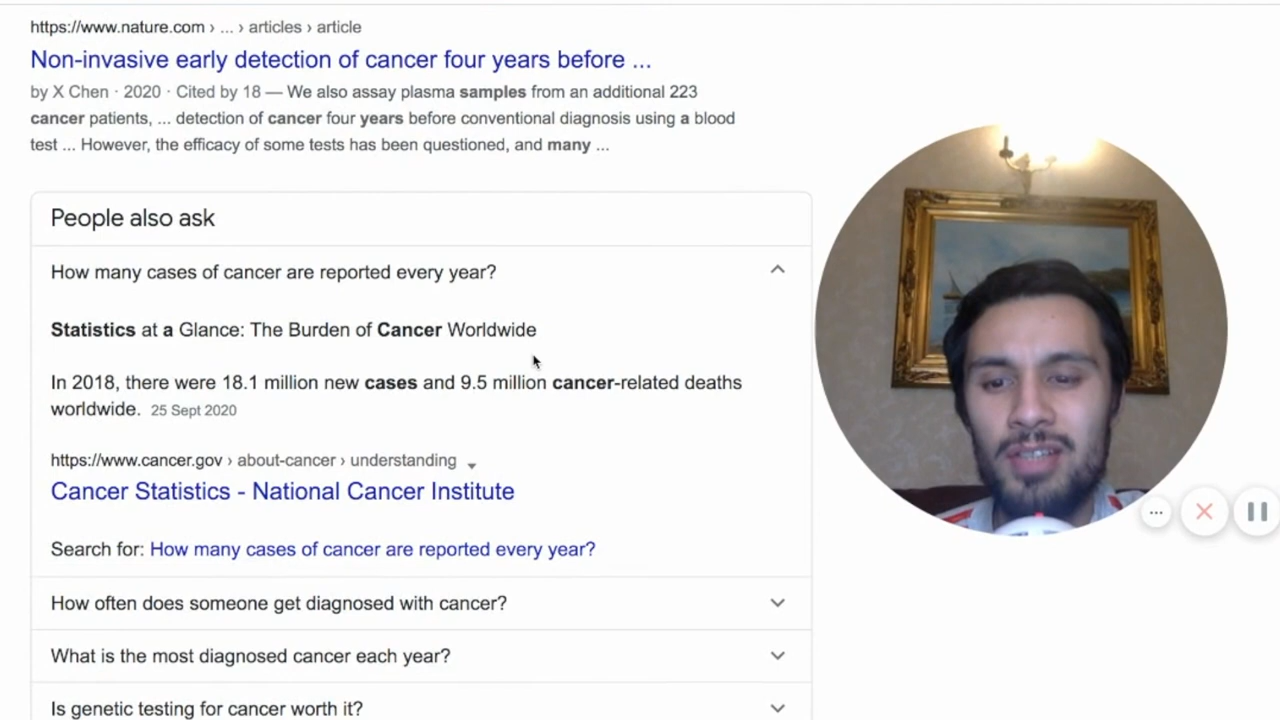 https://www.nature.com › ... › articles › article
Non-invasive early detection of cancer four years before ...
by X Chen · 2020 · Cited by 18 — We also assay plasma samples from an additional 223
cancer patients, ... detection of cancer four years before conventional diagnosis using a blood
test ... However, the efficacy of some tests has been questioned, and many ...
People also ask
How many cases of cancer are reported every year?
Statistics at a Glance: The Burden of Cancer Worldwide
In 2018, there were 18.1 million new cases and 9.5 million cancer-related deaths
worldwide. 25 Sept 2020
https://www.cancer.gov › about-cancer › understanding
Cancer Statistics - National Cancer Institute
Search for: How many cases of cancer are reported every year?
How often does someone get diagnosed with cancer?
What is the most diagnosed cancer each year?
Is genetic testing for cancer worth it?